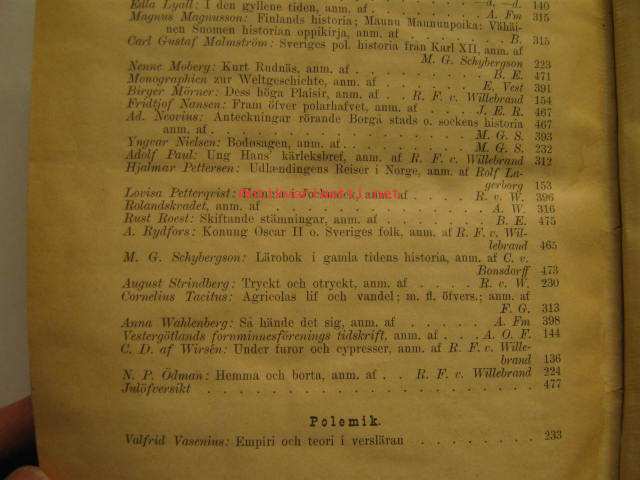 Edla Lyall: I den gyllene tiden, anm. af . . . . . —a. —d. 140
Magnus Magnusson: Finlands historia; Maunu Maunունpoika: Vähäi- A. Fm 315
nen Suomen historian oppikirja, anm. af . . . . B. 315
Carl Gustaf Malmström: Sveriges pol. historia från Karl XII, anm. af
M. G. Schybergson 223
Nenne Moberg: Kurt Rudnäs, anm. af . . . . . B. E. 471
Monographien zur Weltgeschichte, anm. af . . . . E. Vest 391
Birger Mörner: Dess höga Plaisir, anm. af . . R. F. v. Willebrand 154
Fridtjof Nansen: Fram öfver polarhafvet, anm. af . . J. E. R. 467
Ad. Neovius: Anteckningar rörande Borgå stads o. sockens historia 467
anm. af . . . . . M. G. S. 393
Yngvar Nielsen: Bodøsagen, anm. af . . . . M. G. S. 232
Adolf Paul: Ung Hans' kärleksbref, anm. af . R. F. v. Willebrand 312
Hjalmar Pettersen: Udlændingens Reiser i Norge, anm. af Rolf La-
gerborg 153
Lovisa Petterqvist: anm. af . . . R. v. W. 396
Rolandskvädet, anm. af . . . . . A. W. 316
Rust Roest: Skiftande stämningar, anm. af . . . B. E. 475
A. Rydfors: Konung Oscar II o. Sveriges folk, anm. af R. F. v. Wil-
lebrand 465
M. G. Schybergson: Lärobok i gamla tidens historia, anm. af C. v.
Bonsdorff 473
August Strindberg: Tryckt och otryckt, anm. af . . . R. v. W. 230
Cornelius Tacitus: Agricolas lif och vandel; m. fl. öfvers.; anm. af
F. G. 313
Anna Wahlenberg: Så hände det sig, anm. af . . . . A. Fm 398
Vestergötlands fornminnesförenings tidskrift, anm. af . . A. O. F. 144
C. D. af Wirsén: Under furor och cypresser, anm. af R. F. v. Wille-
brand 136
N. P. Ödman: Hemma och borta, anm. af . . R. F. v. Willebrand 224
Julöfversikt . . . . . . . . 477
Polemik.
Valfrid Vasenius: Empiri och teori i versläran . . . . . . 233